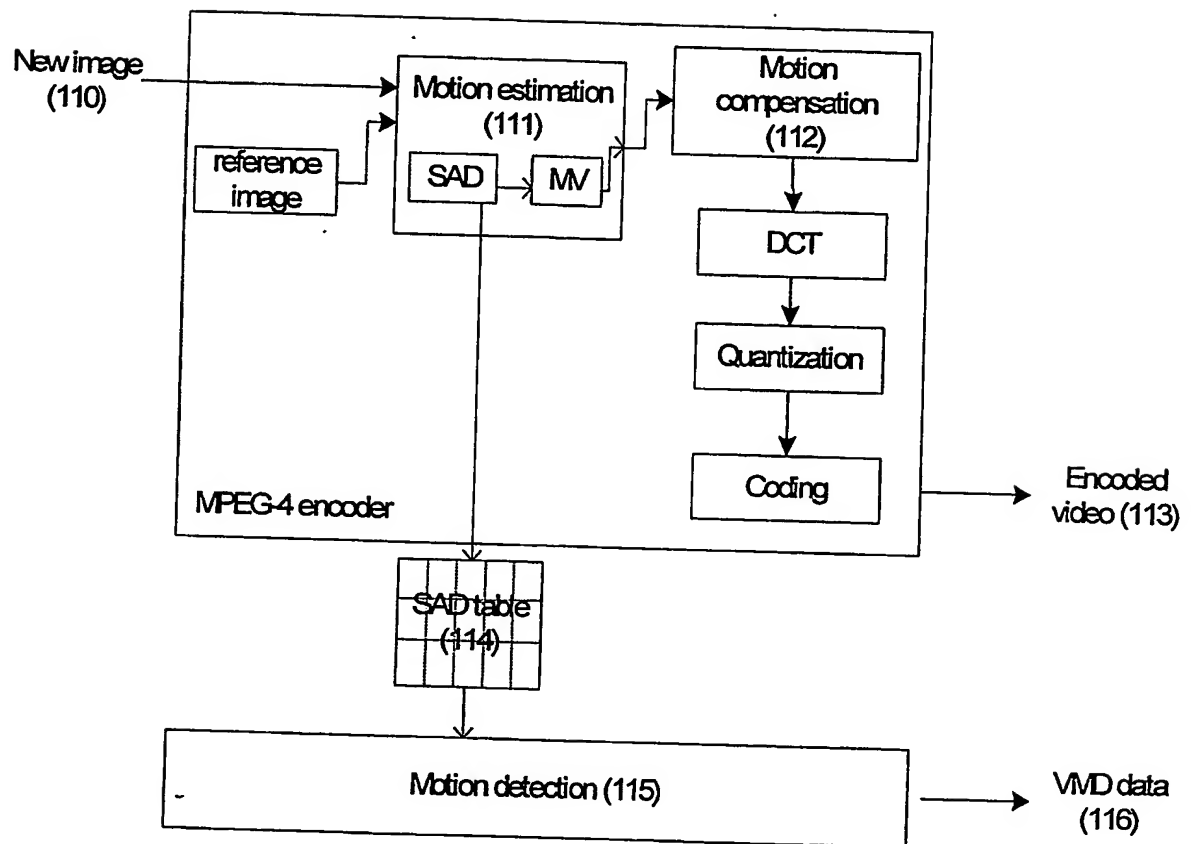 New image
(110)
Motion estimation
(111)
Motion
compensation
(112)
reference
image
SAD
MV
DCT
Quantization
Coding
MPEG-4 encoder
Encoded
video (113)
SAD table
(114)
Motion detection (115)
VMD data
(116)